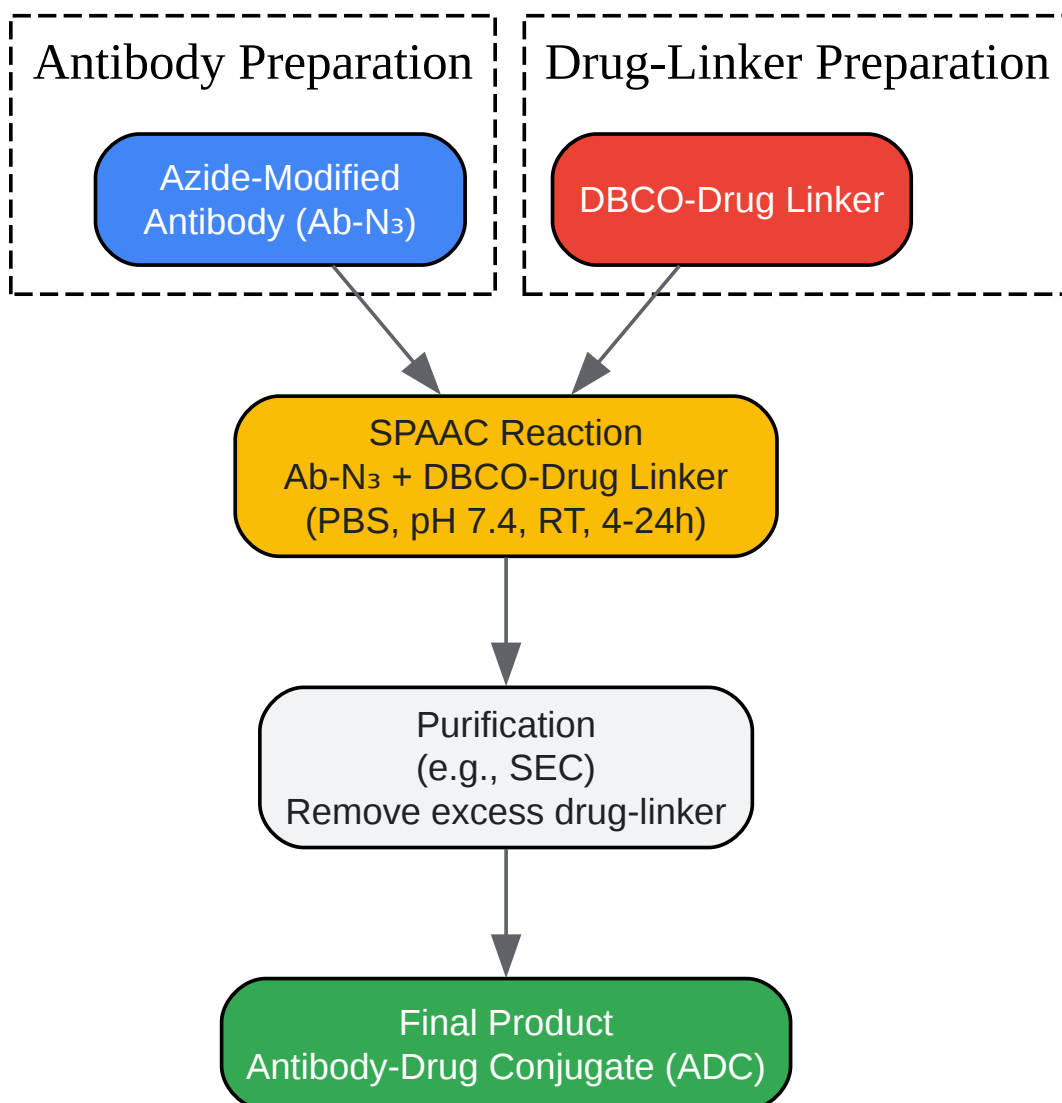 Antibody Preparation
Drug-Linker Preparation
Azide-Modified
Antibody (Ab-N₃)
DBCO-Drug Linker
SPAAC Reaction
Ab-N₃ + DBCO-Drug Linker
(PBS, pH 7.4, RT, 4-24h)
Purification
(e.g., SEC)
Remove excess drug-linker
Final Product
Antibody-Drug Conjugate (ADC)